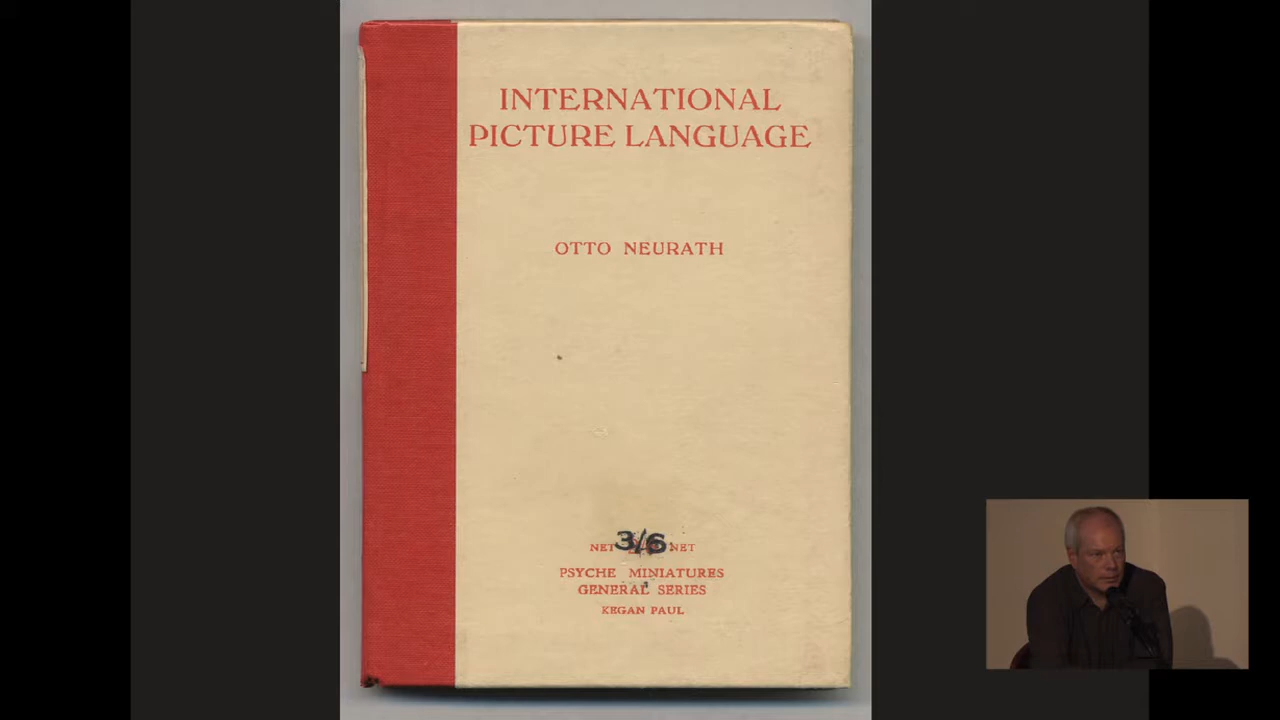 INTERNATIONAL
PICTURE LANGUAGE
OTTO NEURATH
NET 3/6 NET
PSYCHE MINIATURES
GENERAL SERIES
KEGAN PAUL